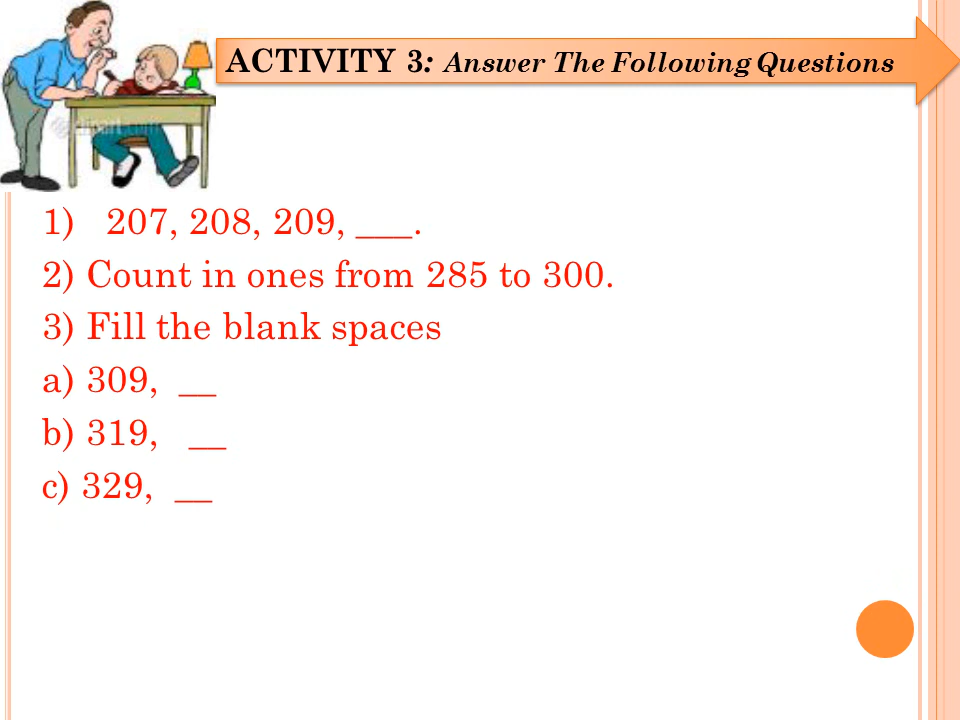 ACTIVITY 3: Answer The Following Questions
1) 207, 208, 209, ___.
2) Count in ones from 285 to 300.
3) Fill the blank spaces
a) 309, __
b) 319, __
c) 329, __